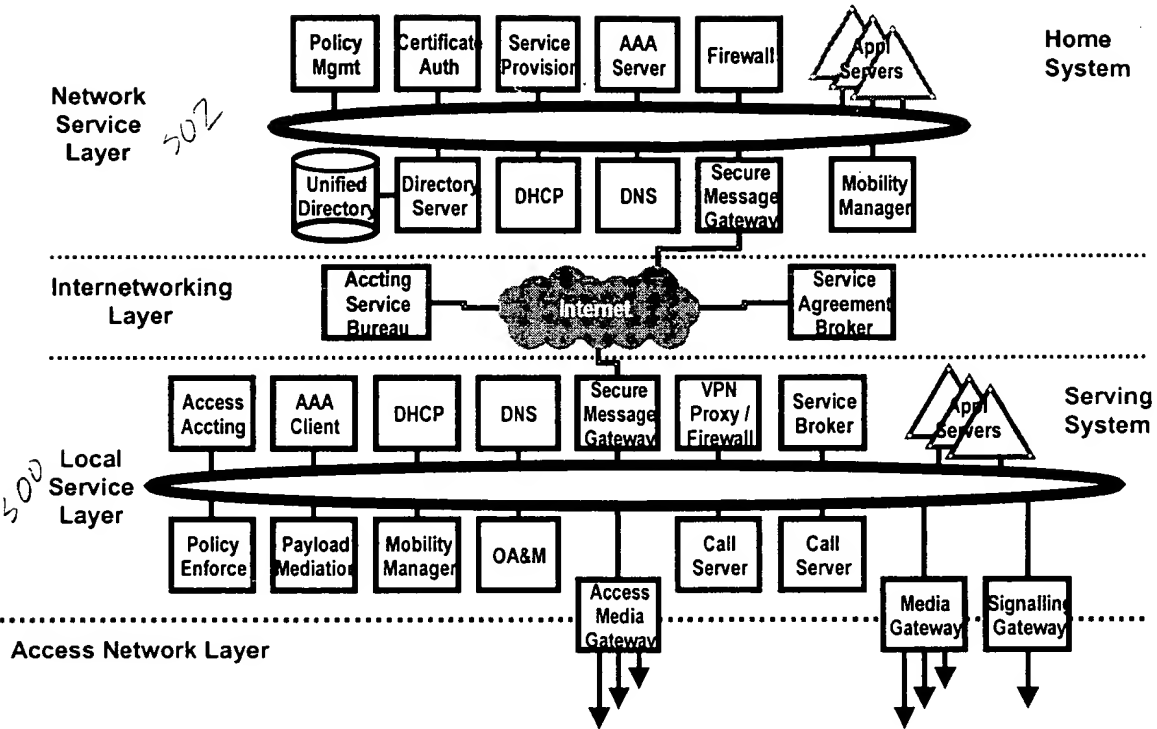 Policy
Mgmt
Certificate
Auth
Service
Provision
AAA
Server
Firewall
Appl
Servers
Home
System
Network
Service
Layer
502
Unified
Directory
Directory
Server
DHCP
DNS
Secure
Message
Gateway
Mobility
Manager
Internetworking
Layer
Accting
Service
Bureau
Internet
Service
Agreement
Broker
Access
Accting
AAA
Client
DHCP
DNS
Secure
Message
Gateway
VPN
Proxy /
Firewall
Service
Broker
Appl
Servers
Serving
System
Local
Service
Layer
500
Policy
Enforce
Payload
Mediation
Mobility
Manager
OA&M
Call
Server
Call
Server
Access
Media
Gateway
Media
Gateway
Signalling
Gateway
Access Network Layer